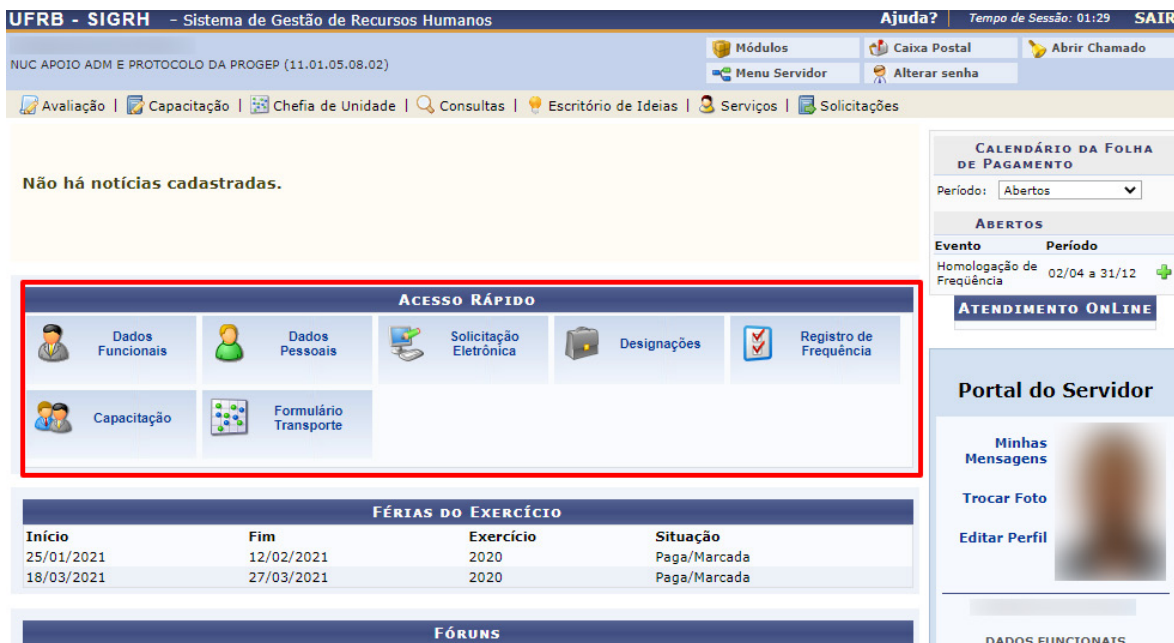 UFRB - SIGRH - Sistema de Gestão de Recursos Humanos
Ajuda? Tempo de Sessão: 01:29 SAIR
NUC APOIO ADM E PROTOCOLO DA PROGEP (11.01.05.08.02)
Módulos
Caixa Postal
Abrir Chamado
Menu Servidor
Alterar senha
Avaliação | Capacitação | Chefia de Unidade | Consultas | Escritório de Ideias | Serviços | Solicitações
Não há notícias cadastradas.
ACESSO RÁPIDO
Dados
Funcionais
Dados
Pessoais
Solicitação
Eletrônica
Designações
Registro de
Frequência
Capacitação
Formulário
Transporte
FÉRIAS DO EXERCÍCIO
Início Fim Exercício Situação
25/01/2021 12/02/2021 2020 Paga/Marcada
18/03/2021 27/03/2021 2020 Paga/Marcada
FÓRUNS
CALENDÁRIO DA FOLHA
DE PAGAMENTO
Período: Abertos
ABERTOS
Evento Período
Homologação de
Freqüência
02/04 a 31/12
ATENDIMENTO ONLINE
Portal do Servidor
Minhas
Mensagens
Trocar Foto
Editar Perfil
DADOS FUNCIONAIS